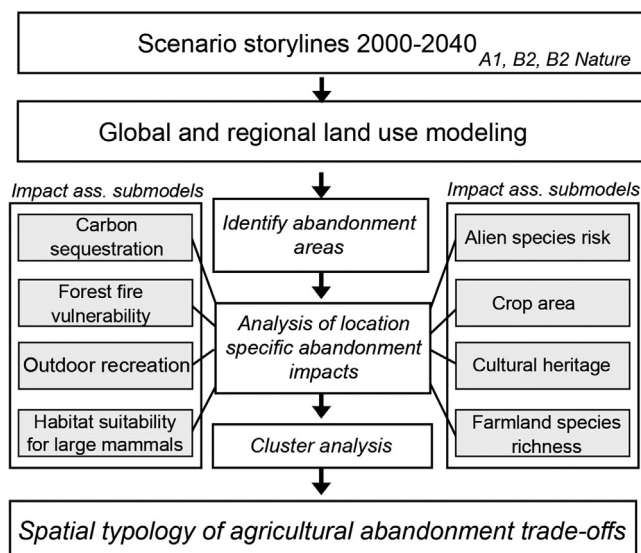 Scenario storylines 2000-2040
A1, B2, B2 Nature
Global and regional land use modeling
Impact ass. submodels
Carbon
sequestration
Forest fire
vulnerability
Outdoor recreation
Habitat suitability
for large mammals
Identify abandonment
areas
Analysis of location
specific abandonment
impacts
Cluster analysis
Impact ass. submodels
Alien species risk
Crop area
Cultural heritage
Farmland species
richness
Spatial typology of agricultural abandonment trade-offs